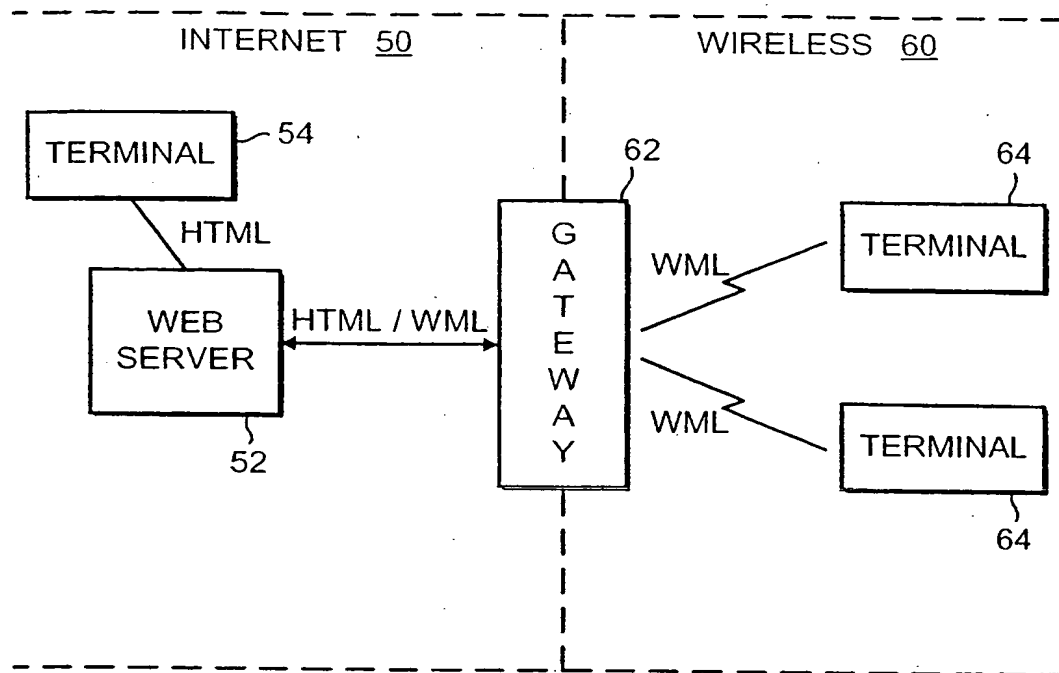 INTERNET 50
WIRELESS 60
TERMINAL
54
HTML
WEB
SERVER
52
HTML / WML
62
GATEWAY
WML
64
TERMINAL
WML
TERMINAL
64